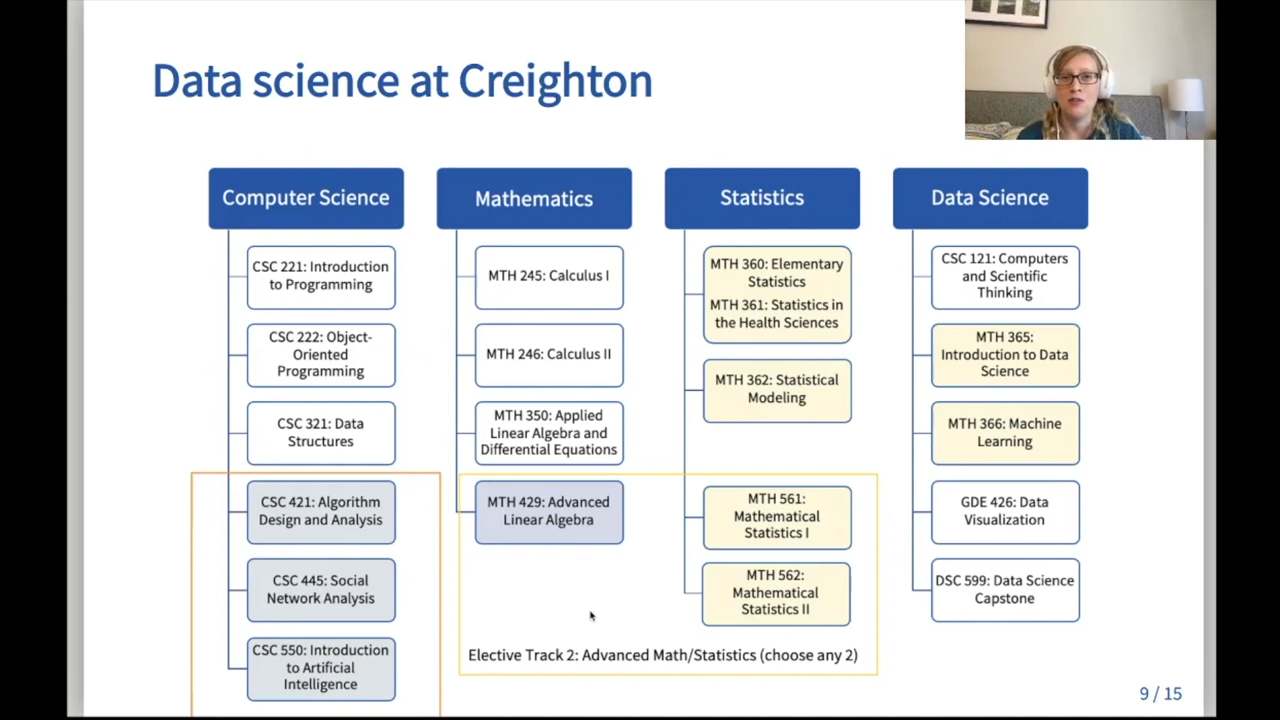 Data science at Creighton
Computer Science
CSC 221: Introduction
to Programming
CSC 222: Object-
Oriented
Programming
CSC 321: Data
Structures
CSC 421: Algorithm
Design and Analysis
CSC 445: Social
Network Analysis
CSC 550: Introduction
to Artificial
Intelligence
Mathematics
MTH 245: Calculus I
MTH 246: Calculus II
MTH 350: Applied
Linear Algebra and
Differential Equations
MTH 429: Advanced
Linear Algebra
Statistics
MTH 360: Elementary
Statistics
MTH 361: Statistics in
the Health Sciences
MTH 362: Statistical
Modeling
MTH 561:
Mathematical
Statistics I
MTH 562:
Mathematical
Statistics II
Elective Track 2: Advanced Math/Statistics (choose any 2)
Data Science
CSC 121: Computers
and Scientific
Thinking
MTH 365:
Introduction to Data
Science
MTH 366: Machine
Learning
GDE 426: Data
Visualization
DSC 599: Data Science
Capstone
9 / 15